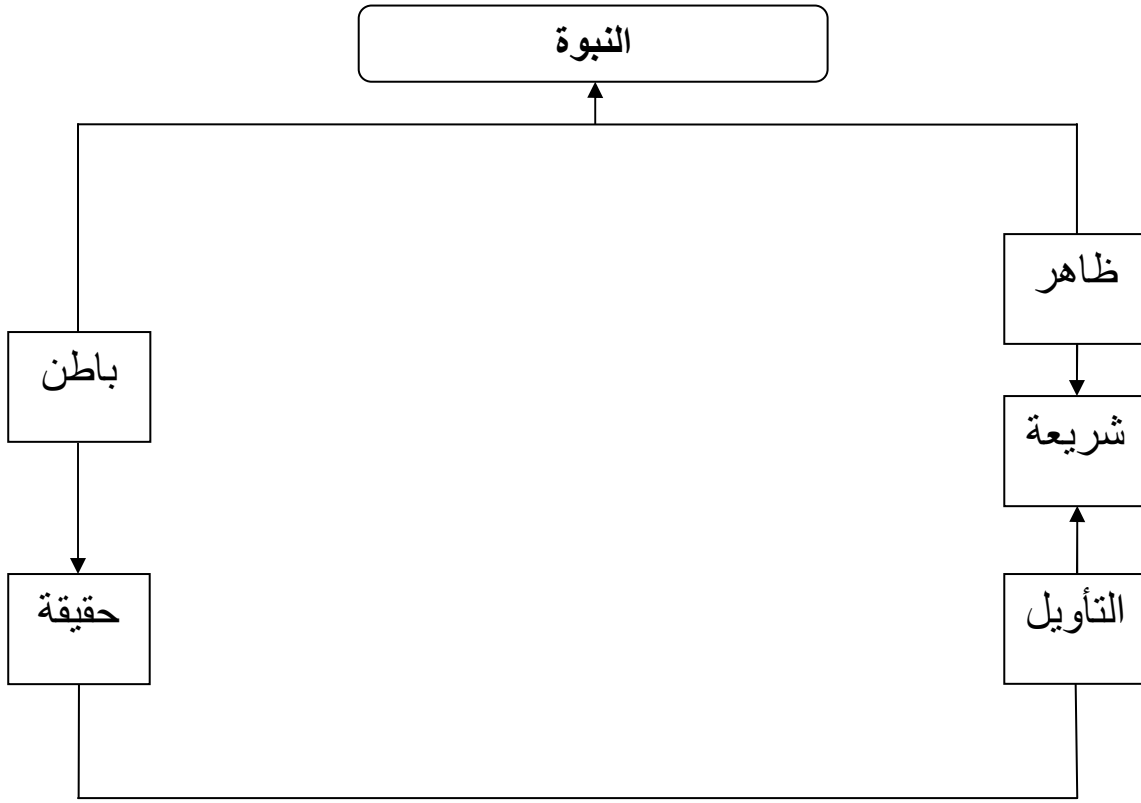 النبوة
ظاهر
باطن
شريعة
التأويل
حقيقة